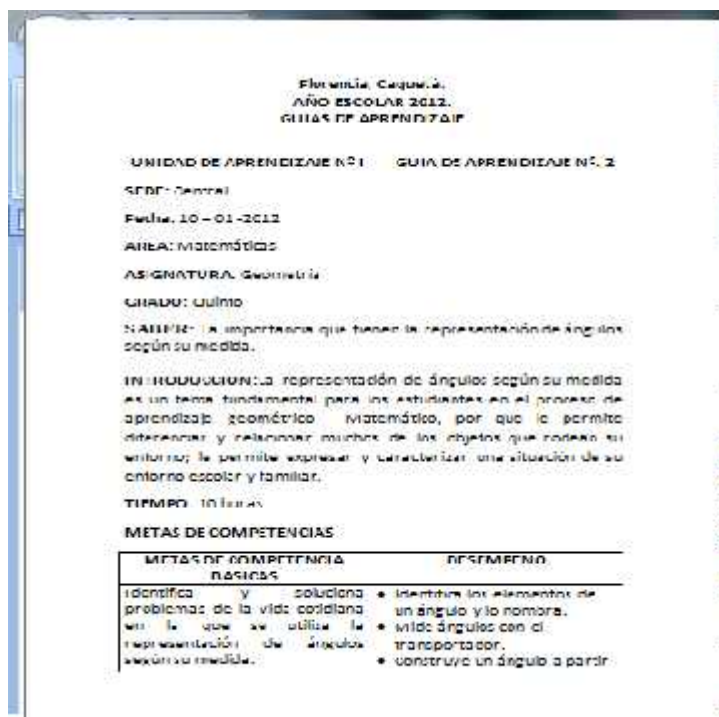 Florencia, Caquetá.
AÑO ESCOLAR 2012.
GUIAS DE APRENDIZAJE
UNIDAD DE APRENDIZAJE Nº 1 GUIA DE APRENDIZAJE Nº. 2
SEDE: Central
Fecha: 10 – 01 -2012
AREA: Matemáticas
ASIGNATURA: Geometría
GRADO: Quinto
SABER: La importancia que tienen la representación de ángulos
según su medida.
INTRODUCCION: La representación de ángulos según su medida
es un tema fundamental para los estudiantes en el proceso de
aprendizaje geométrico Matemático, por que le permite
diferenciar y relacionar muchos de los objetos que rodean su
entorno; le permite expresar y caracterizar una situación de su
entorno escolar y familiar.
TIEMPO: 10 horas
METAS DE COMPETENCIAS
METAS DE COMPETENCIA
BASICAS
Identifica y soluciona
problemas de la vida cotidiana
en la que se utiliza la
representación de ángulos
según su medida.
DESEMPEÑO
• Identifica los elementos de
un ángulo y lo nombra.
• Mide ángulos con el
transportador.
• Construye un ángulo a partir